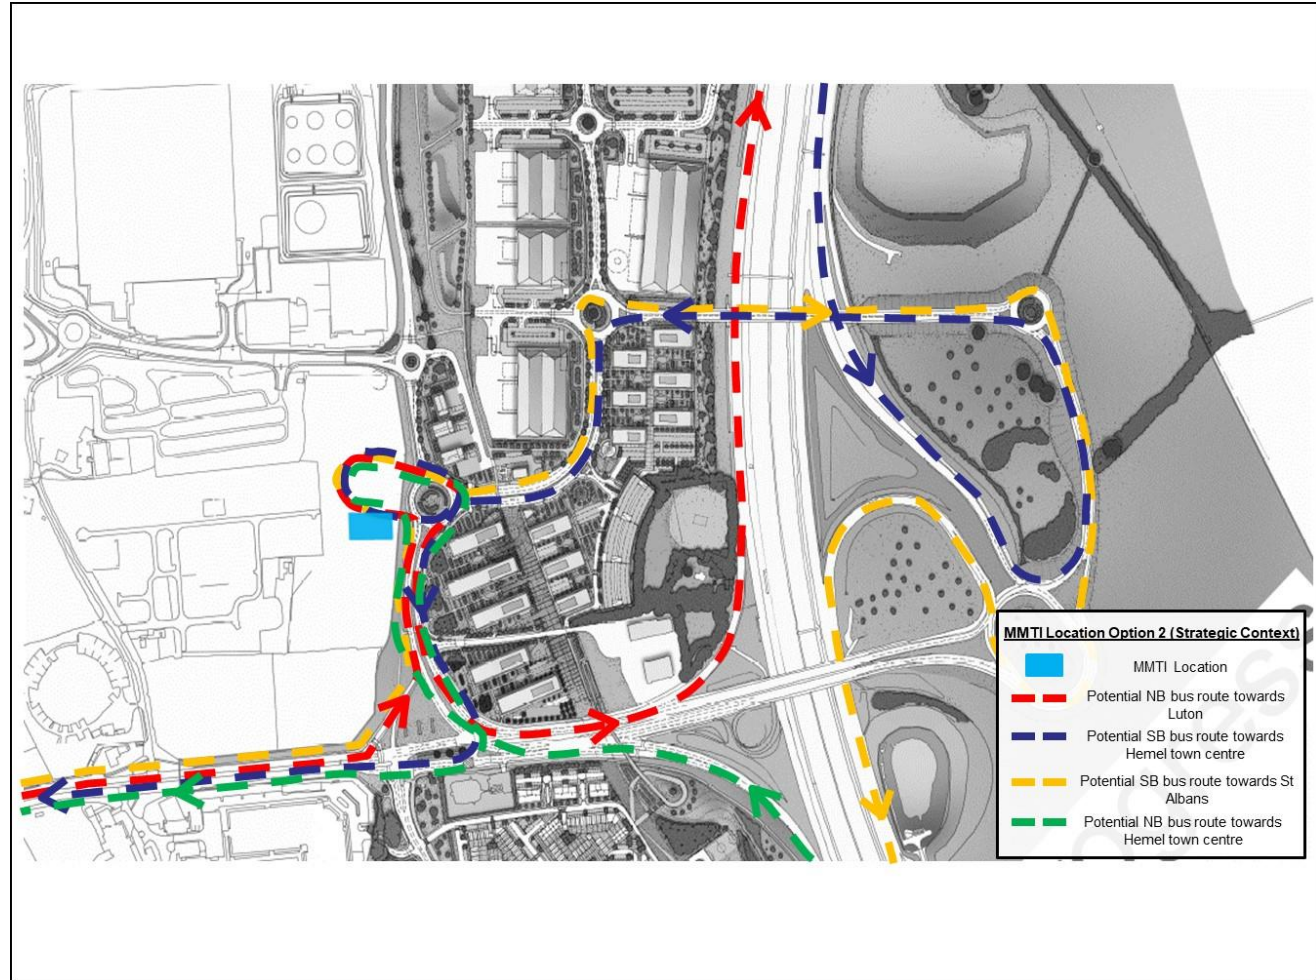 MMTI Location Option 2 (Strategic Context)
MMTI Location
Potential NB bus route towards
Luton
Potential SB bus route towards
Hemel town centre
Potential SB bus route towards St
Albans
Potential NB bus route towards
Hemel town centre